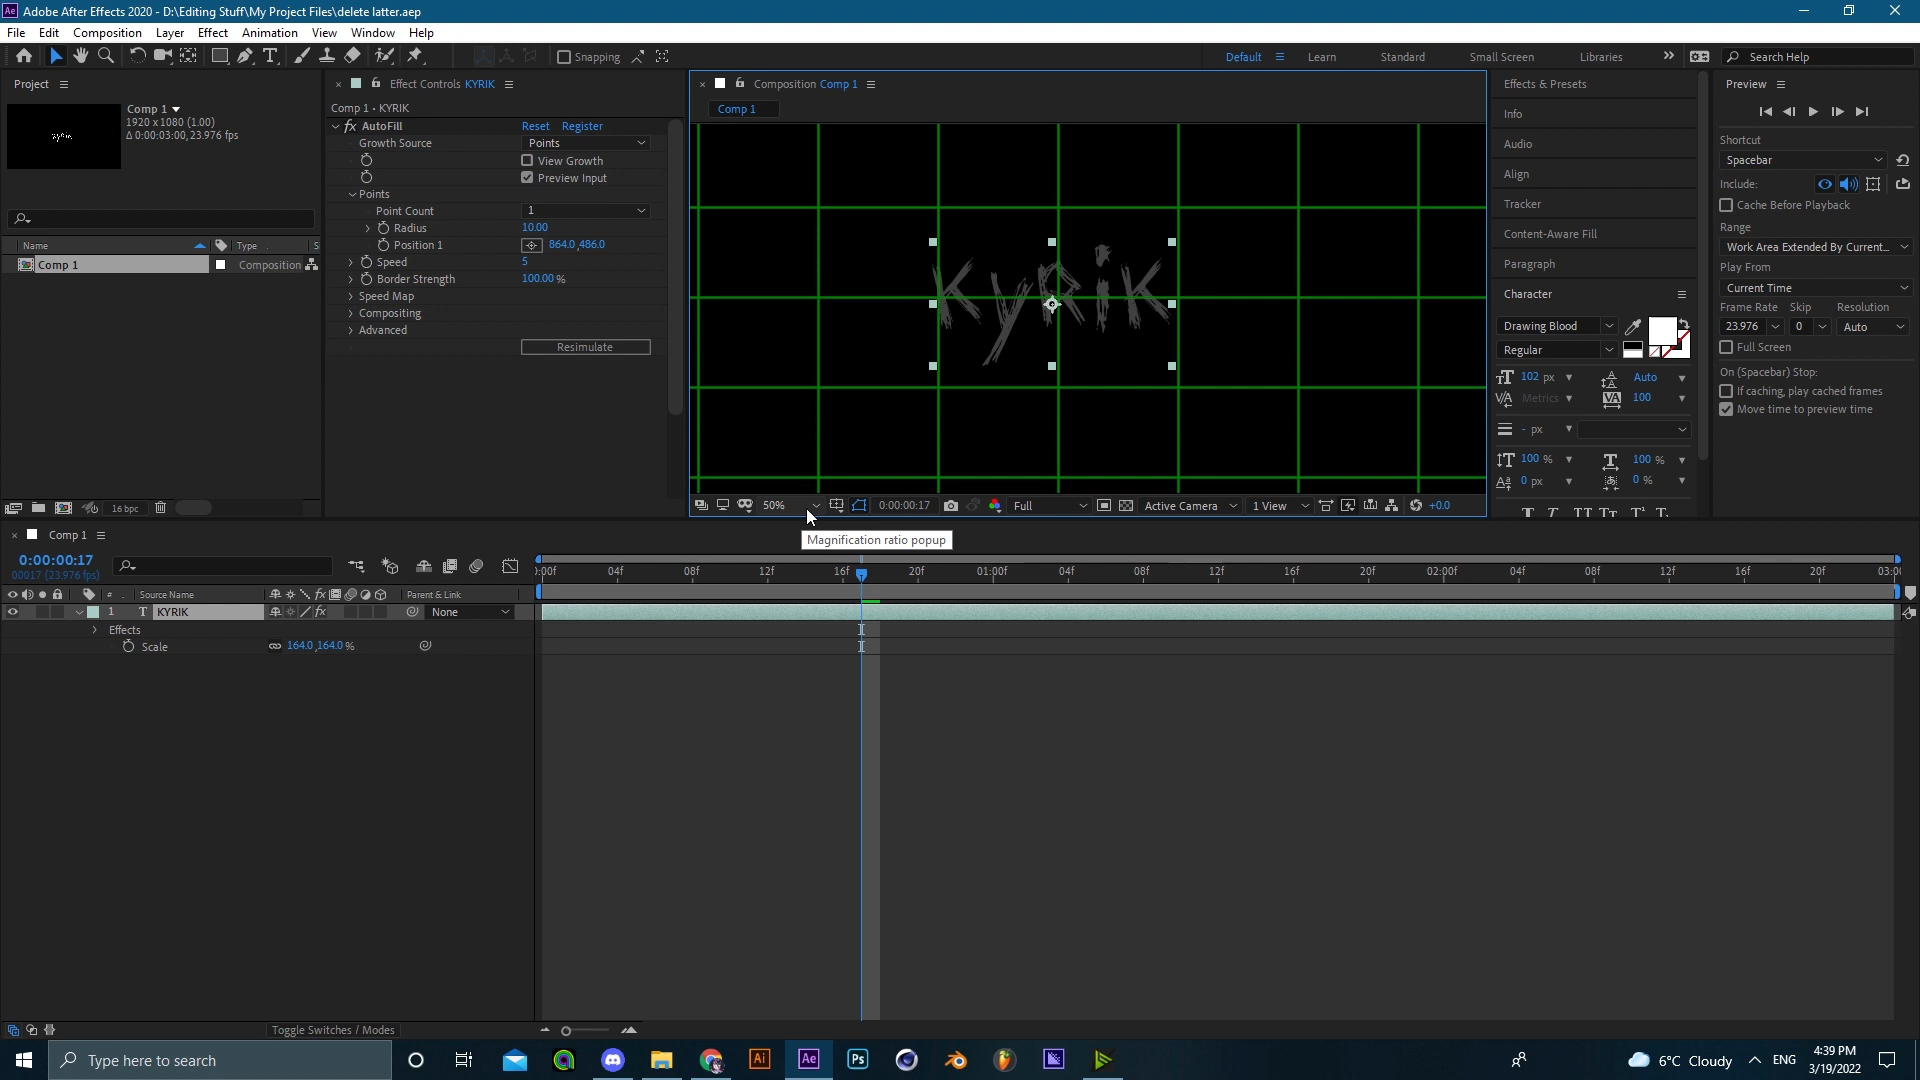 Adobe After Effects 2020 - D:\Editing Stuff\My Project Files\delete latter.aep
File Edit Composition Layer Effect Animation View Window Help
Snapping
Default Learn Standard Small Screen Libraries Search Help
Project
Comp 1
1920 x 1080 (1.00)
Δ 0:00:03:00, 23.976 fps
Name Type S
Comp 1 Composition
16 bpc
Effect Controls KYRIK
Comp 1 • KYRIK
fx AutoFill Reset Register
Growth Source Points
View Growth
Preview Input
Points
Point Count 1
Radius 10.00
Position 1 864.0,486.0
Speed 5
Border Strength 100.00 %
Speed Map
Compositing
Advanced
Resimulate
Composition Comp 1
Comp 1
KyRiK
50% 0:00:00:17 Full Active Camera 1 View +0.0
Magnification ratio popup
Effects & Presets
Info
Audio
Align
Tracker
Content-Aware Fill
Paragraph
Character
Drawing Blood
Regular
102 px Auto
Metrics 100
- px
100 % 100 %
0 px 0 %
Preview
Shortcut
Spacebar
Include:
Cache Before Playback
Range
Work Area Extended By Current...
Play From
Current Time
Frame Rate Skip Resolution
23.976 0 Auto
Full Screen
On (Spacebar) Stop:
If caching, play cached frames
Move time to preview time
Comp 1
0:00:00:17
00017 (23.976 fps)
:00f 04f 08f 12f 16f 20f 01:00f 04f 08f 12f 16f 20f 02:00f 04f 08f 12f 16f 20f 03:0
# Source Name Parent & Link
1 T KYRIK None
Effects
Scale 164.0,164.0 %
Toggle Switches / Modes
Type here to search
Ai Ae Ps
6°C Cloudy ENG
4:39 PM
3/19/2022